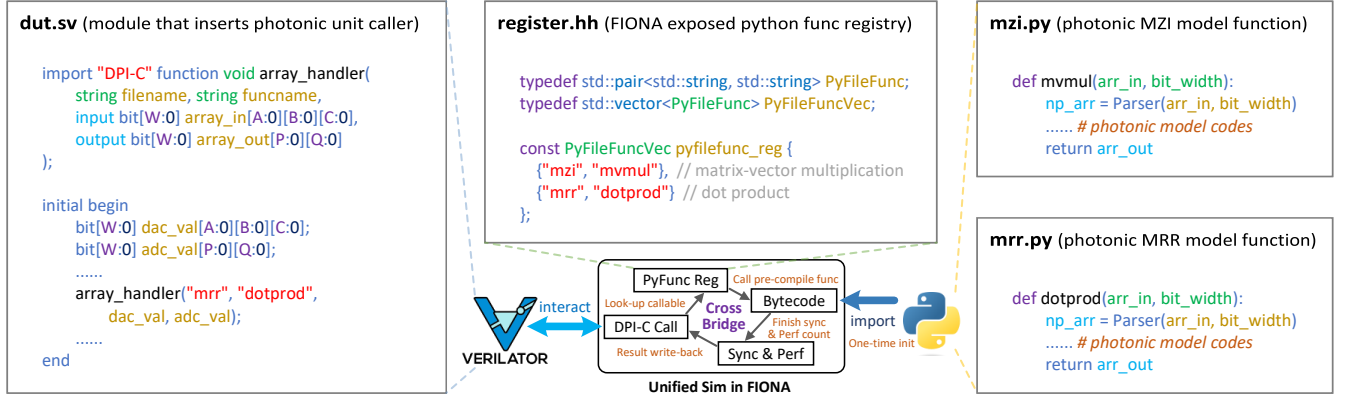 dut.sv (module that inserts photonic unit caller)
import "DPI-C" function void array_handler(
string filename, string funcname,
input bit[W:0] array_in[A:0][B:0][C:0],
output bit[W:0] array_out[P:0][Q:0]
);
initial begin
bit[W:0] dac_val[A:0][B:0][C:0];
bit[W:0] adc_val[P:0][Q:0];
......
array_handler("mrr", "dotprod",
dac_val, adc_val);
......
end
register.hh (FIONA exposed python func registry)
typedef std::pair<std::string, std::string> PyFileFunc;
typedef std::vector<PyFileFunc> PyFileFuncVec;
const PyFileFuncVec pyfilefunc_reg {
{"mzi", "mvmul"}, // matrix-vector multiplication
{"mrr", "dotprod"} // dot product
};
VERILATOR
interact
PyFunc Reg
Call pre-compile func
Look-up callable
Bytecode
Cross
Bridge
DPI-C Call
Finish sync
& Perf count
Result write-back
Sync & Perf
Unified Sim in FIONA
import
One-time init
mzi.py (photonic MZI model function)
def mvmul(arr_in, bit_width):
np_arr = Parser(arr_in, bit_width)
...... # photonic model codes
return arr_out
mrr.py (photonic MRR model function)
def dotprod(arr_in, bit_width):
np_arr = Parser(arr_in, bit_width)
...... # photonic model codes
return arr_out